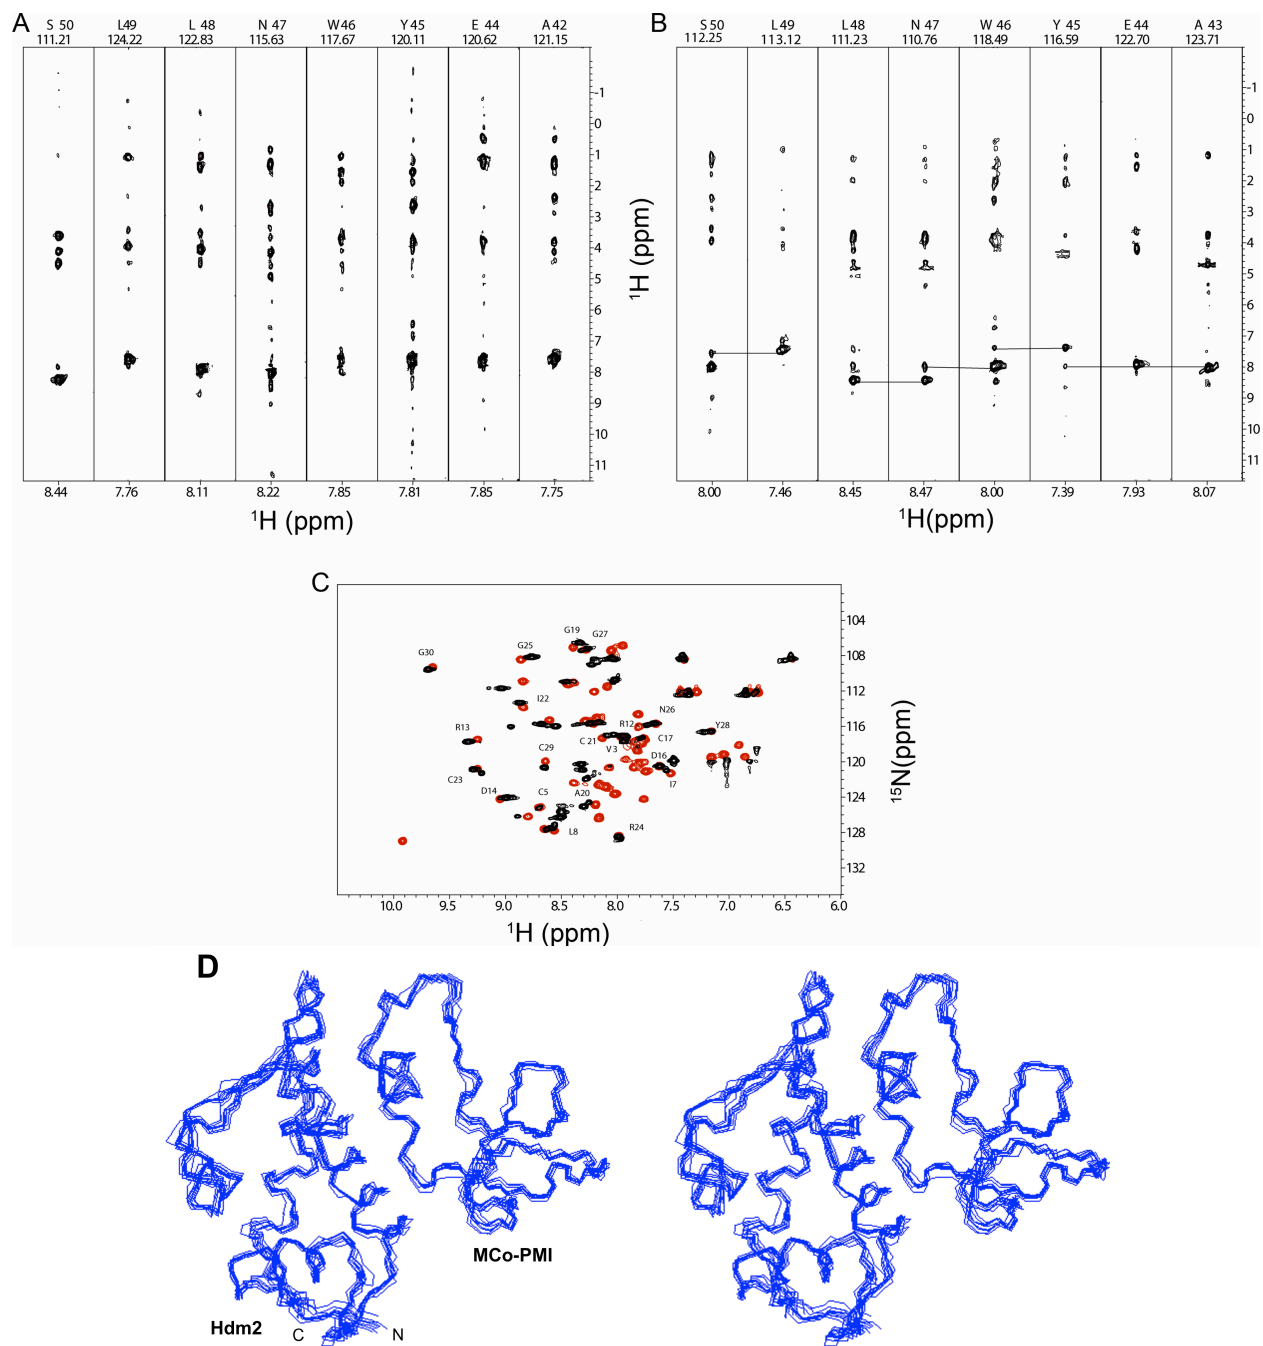 A
S 50 L49 L 48 N 47 W46 Y 45 E 44 A 42
111.21 124.22 122.83 115.63 117.67 120.11 120.62 121.15
-1
0
1
2
3
4
5
6
7
8
9
10
11
¹H (ppm)
8.44 7.76 8.11 8.22 7.85 7.81 7.85 7.75
¹H (ppm)
B
S 50 L 49 L 48 N 47 W 46 Y 45 E 44 A 43
112.25 113.12 111.23 110.76 118.49 116.59 122.70 123.71
-1
0
1
2
3
4
5
6
7
8
9
10
11
8.00 7.46 8.45 8.47 8.00 7.39 7.93 8.07
¹H(ppm)
C
G19
G27
G25
G30
I22
N26
R13
R12
Y28
C 21
V 3
C17
C29
D16
C23
I7
D14
C5
A20
L8
R24
104
108
112
116
120
124
128
132
¹⁵N(ppm)
10.0 9.5 9.0 8.5 8.0 7.5 7.0 6.5 6.0
¹H (ppm)
D
MCo-PMI
Hdm2 C N